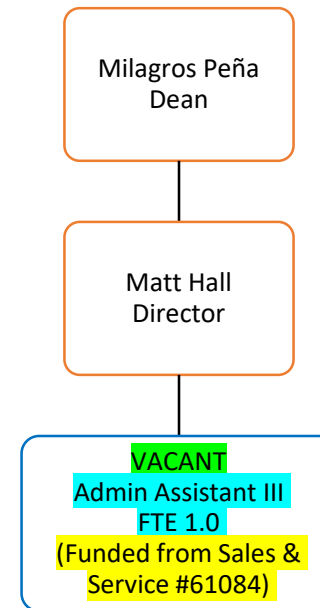 Milagros Peña
Dean
Matt Hall
Director
VACANT
Admin Assistant III
FTE 1.0
(Funded from Sales &
Service #61084)